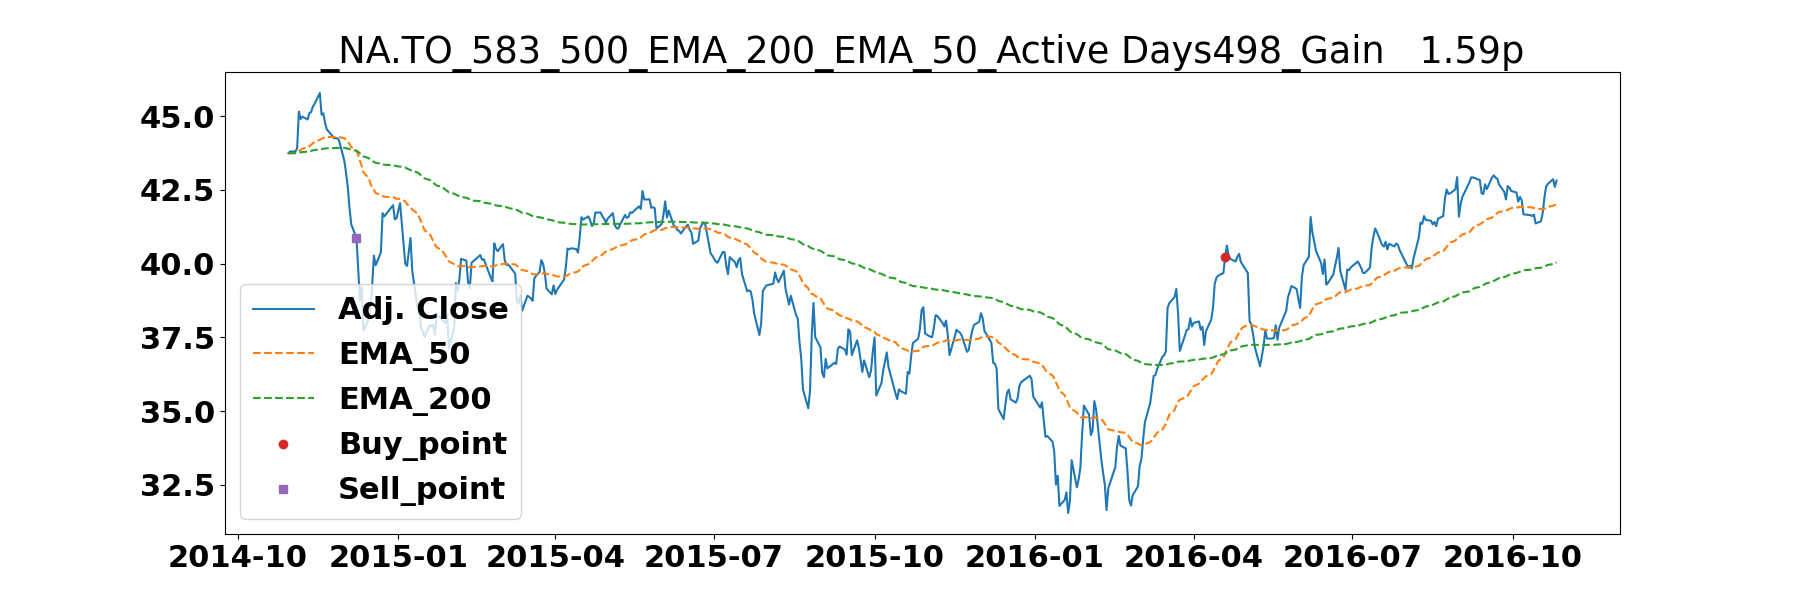 _NA.TO_583_500_EMA_200_EMA_50_Active Days498_Gain   1.59p
45.0
42.5
40.0
37.5
35.0
32.5
Adj. Close
EMA_50
EMA_200
Buy_point
Sell_point
2014-10 2015-01 2015-04 2015-07 2015-10 2016-01 2016-04 2016-07 2016-10